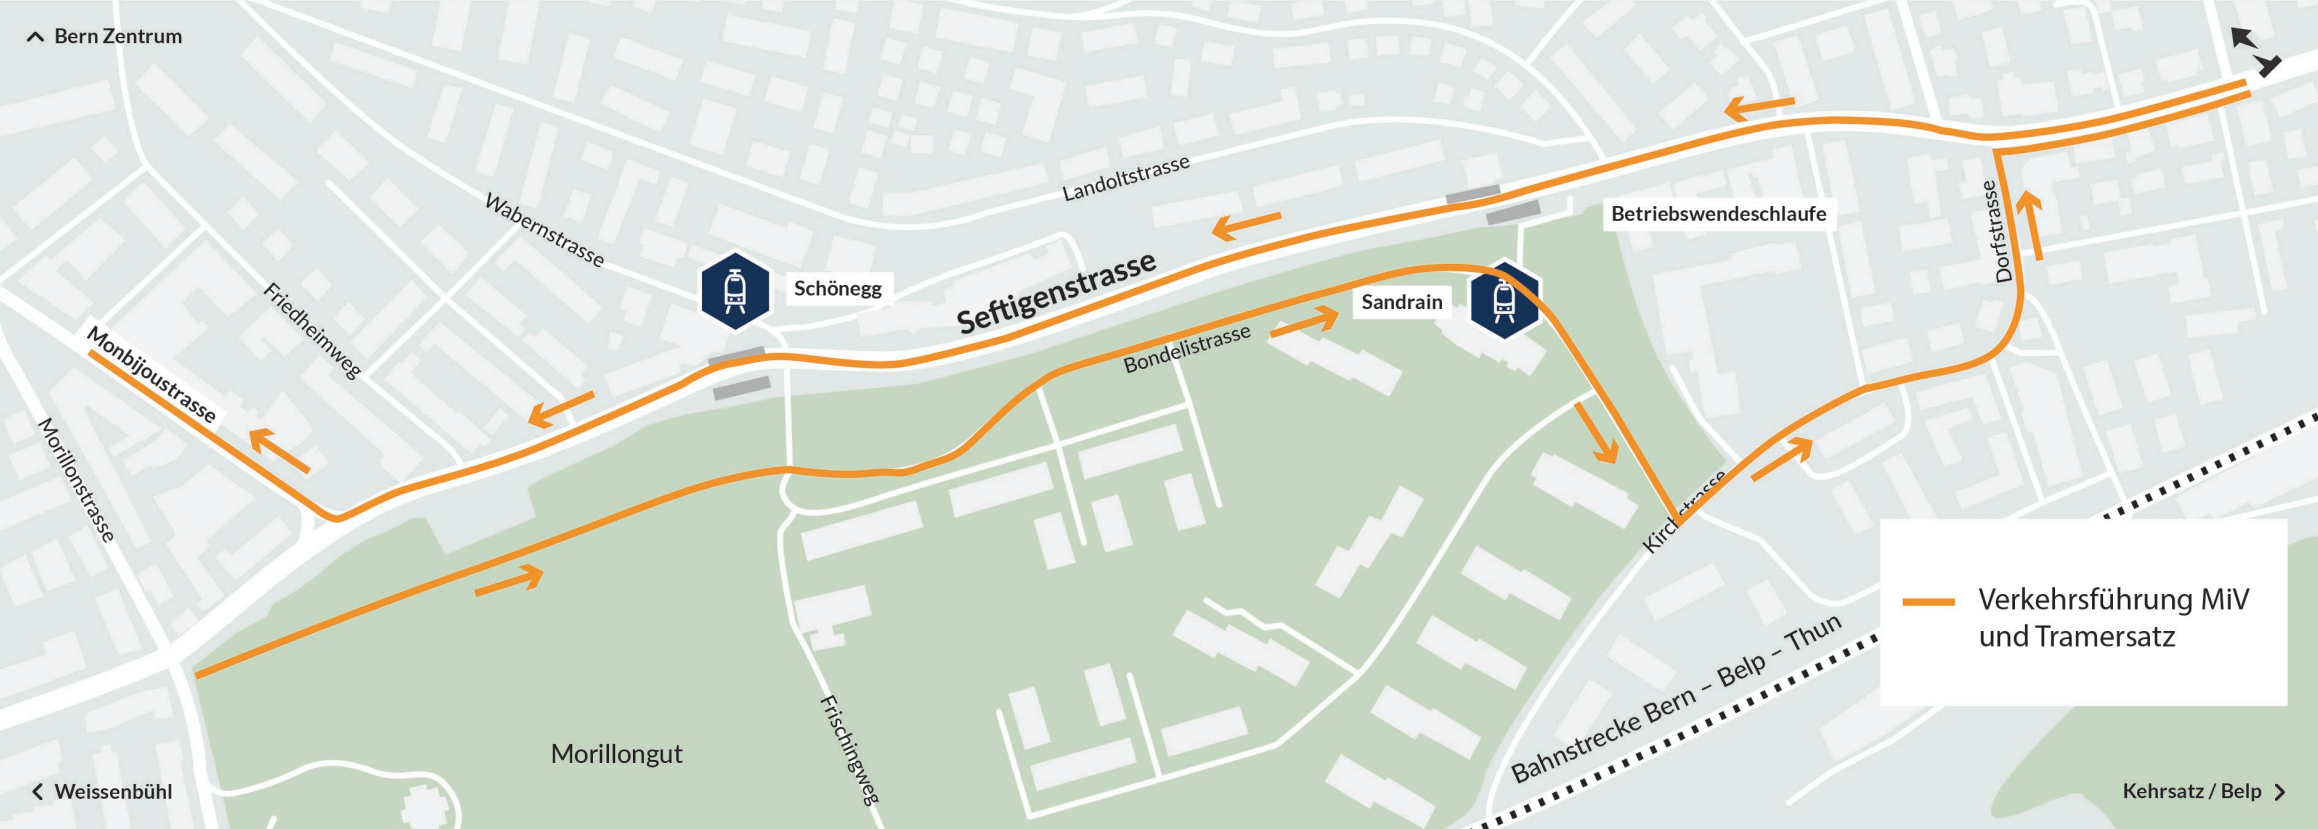 Bern Zentrum
Wabernstrasse
Landoltstrasse
Betriebswendeschlaufe
Dorfstrasse
Schönegg
Seftigenstrasse
Sandrain
Friedheimweg
Monbijoustrasse
Bondelistrasse
Morillonstrasse
Kirchstrasse
Verkehrsführung MiV
und Tramersatz
Bahnstrecke Bern – Belp – Thun
Frischingweg
Morillongut
Weissenbühl
Kehrsatz / Belp